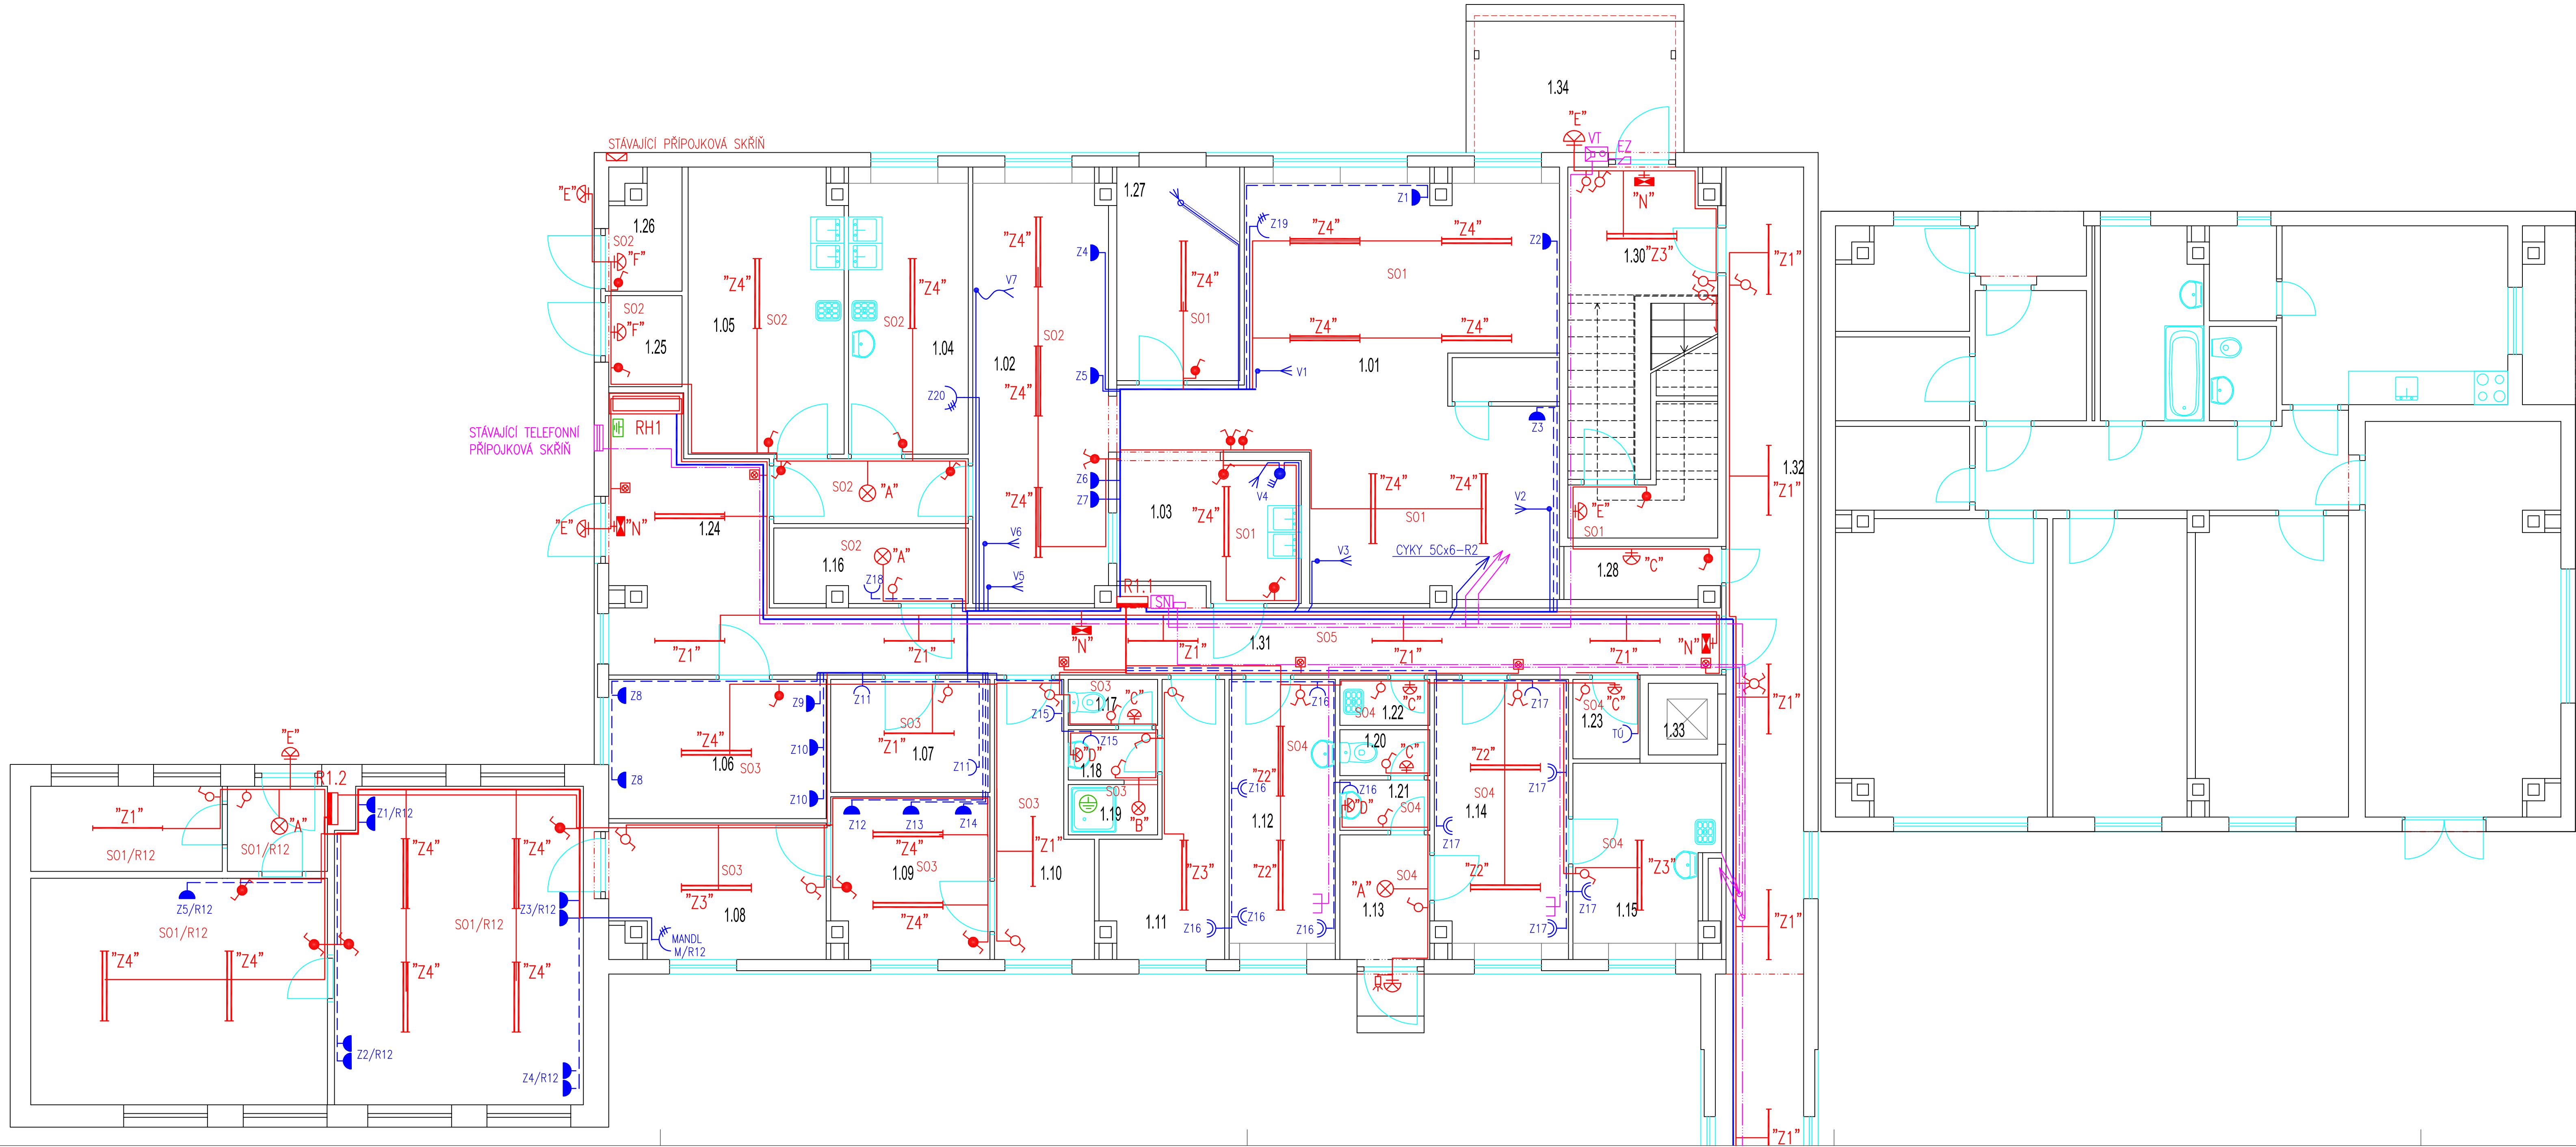 1.34
"E"
VT
EZ
STÁVAJÍCÍ PŘÍPOJKOVÁ SKŘÍŇ
"E"
1.26
S02
"F"
S02
"F"
1.25
1.05
"Z4"
S02
"Z4"
S02
1.04
"Z4"
V7
S02
1.02
"Z4"
"Z4"
Z4
Z5
Z6
Z7
Z20
1.27
"Z4"
S01
Z19
Z1
"Z4"
"Z4"
Z2
S01
"Z4"
"Z4"
1.01
V1
Z3
"N"
1.30
"Z3"
"Z1"
1.32
"Z1"
STÁVAJÍCÍ TELEFONNÍ
PŘÍPOJKOVÁ SKŘÍŇ
RH1
"E"
"N"
1.24
S02
"A"
1.16
S02
"A"
Z18
V6
V5
1.03
"Z4"
S01
V4
"Z4"
"Z4"
S01
V2
V3
CYKY 5Cx6-R2
"E"
S01
1.28
"C"
R1.1
SN
"N"
"Z1"
"Z1"
"Z1"
1.31
S05
"Z1"
"Z1"
"N"
Z8
Z9
Z11
"Z4"
1.06
S03
Z10
Z8
Z10
S03
"Z1"
1.07
Z11
S03
"C"
1.17
Z15
Z15
"D"
1.18
S03
1.19
"B"
Z16
S04
"Z2"
Z16
1.12
"Z2"
Z16
Z16
Z16
"C"
S04
1.22
1.20
"C"
1.21
Z16
"D"
S04
Z17
"Z2"
S04
1.14
Z17
Z17
"Z2"
Z17
S04
"C"
1.23
TÚ
1.33
"Z1"
S04
"Z3"
1.15
Z17
"E"
R1.2
"Z1"
S01/R12
"A"
S01/R12
Z1/R12
"Z4"
"Z4"
Z5/R12
S01/R12
S01/R12
Z3/R12
"Z4"
"Z4"
"Z4"
"Z4"
Z2/R12
Z4/R12
S03
"Z3"
1.08
MANDL
M/R12
Z12
Z13
Z14
"Z4"
1.09
S03
"Z4"
S03
"Z1"
1.10
"Z3"
1.11
"A"
S04
1.13
"Z1"
"Z1"